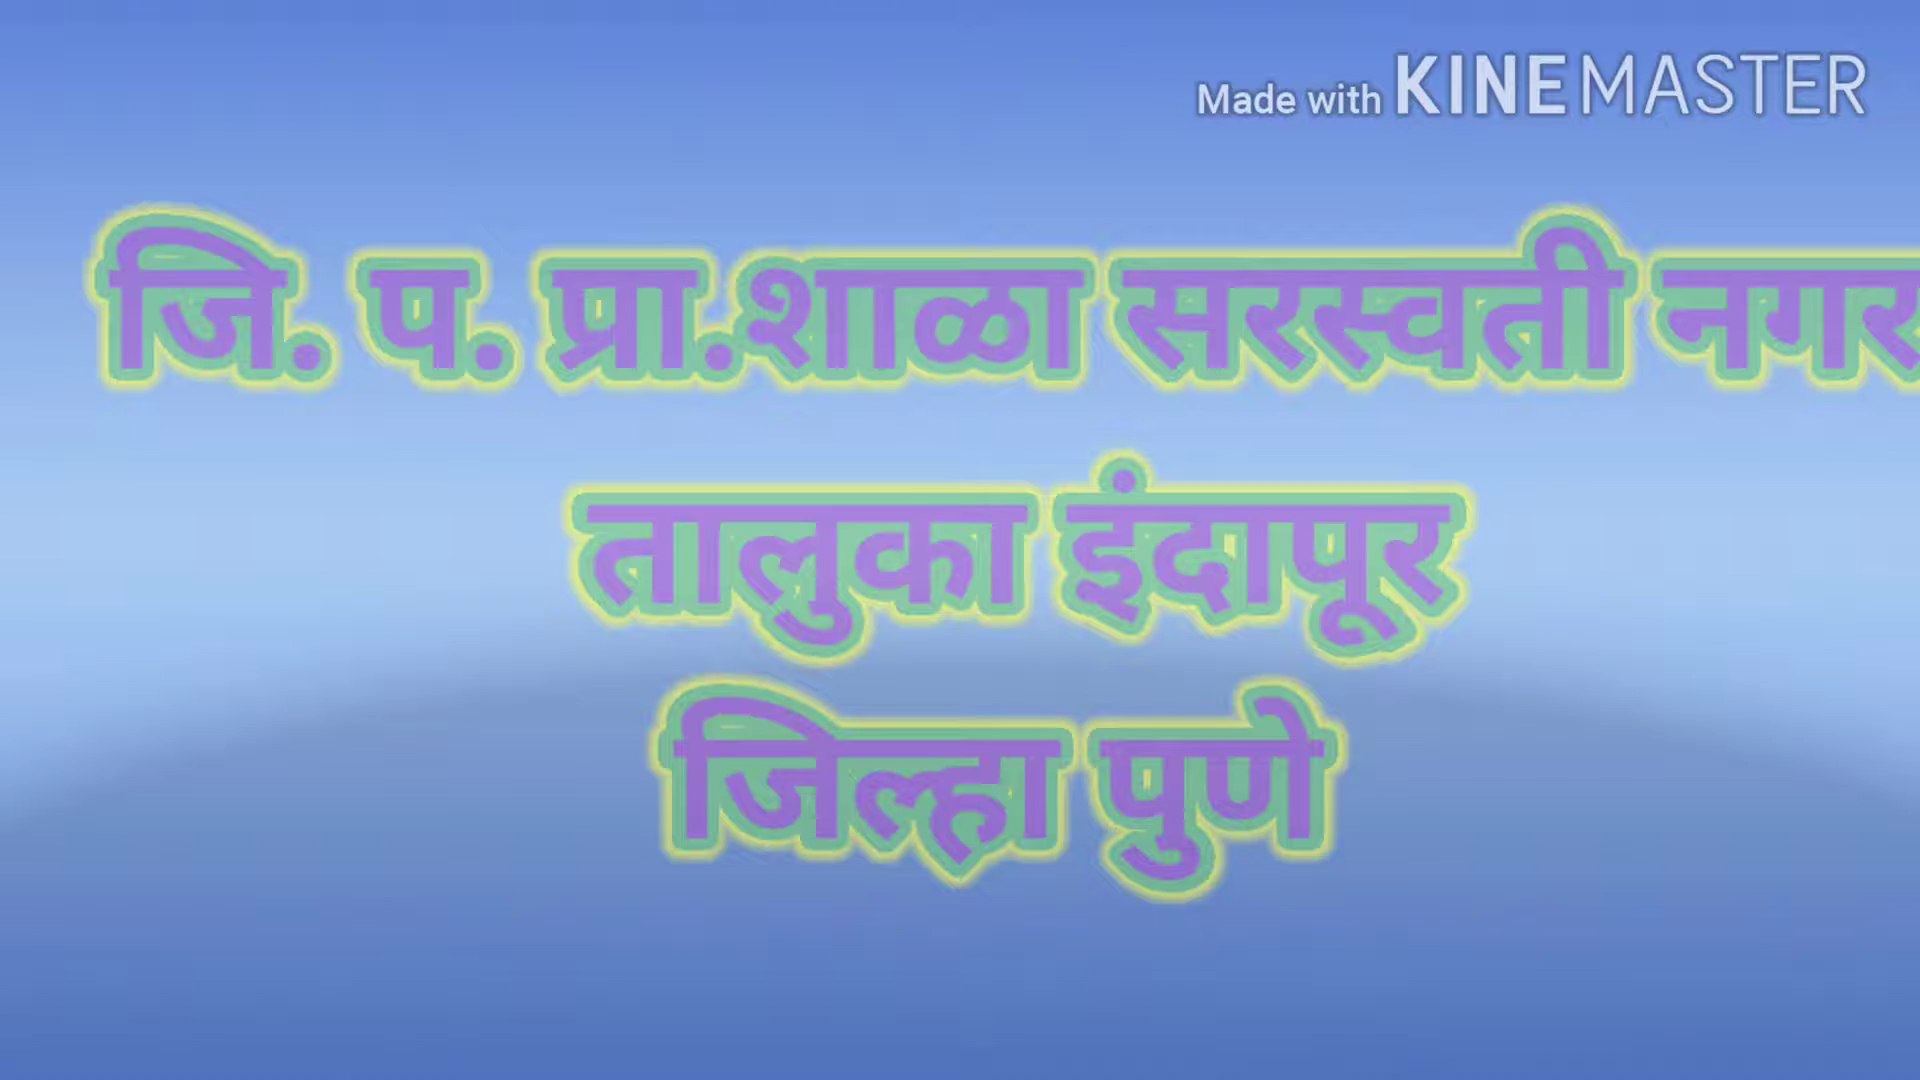 Made with KINEMASTER
जि. प. प्रा.शाळा सरस्वती नगर
तालुका इंदापूर
जिल्हा पुणे